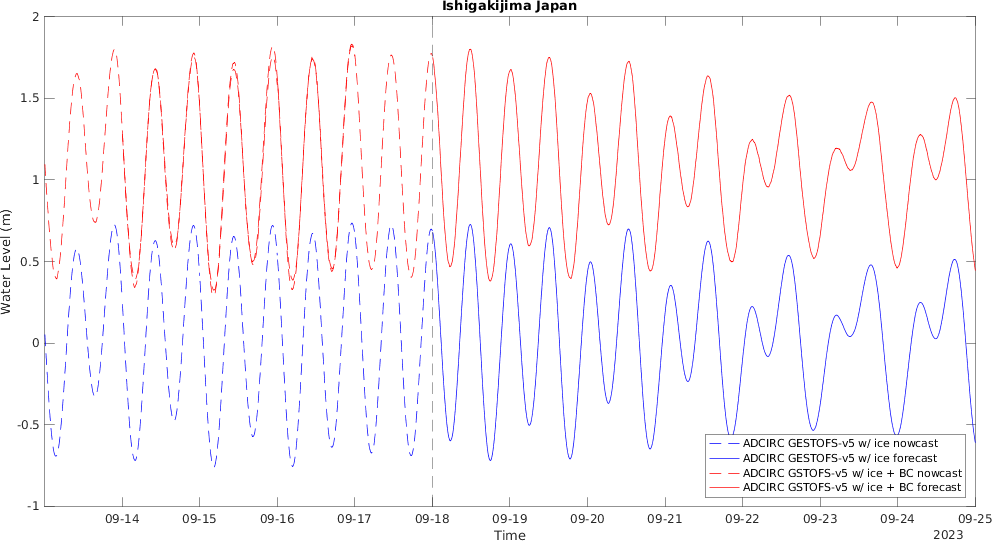 Ishigakijima Japan
2
1.5
1
0.5
0
-0.5
-1
Water Level (m)
ADCIRC GESTOFS-v5 w/ ice nowcast
ADCIRC GESTOFS-v5 w/ ice forecast
ADCIRC GSTOFS-v5 w/ ice + BC nowcast
ADCIRC GSTOFS-v5 w/ ice + BC forecast
09-14 09-15 09-16 09-17 09-18 09-19 09-20 09-21 09-22 09-23 09-24 09-25
Time
2023